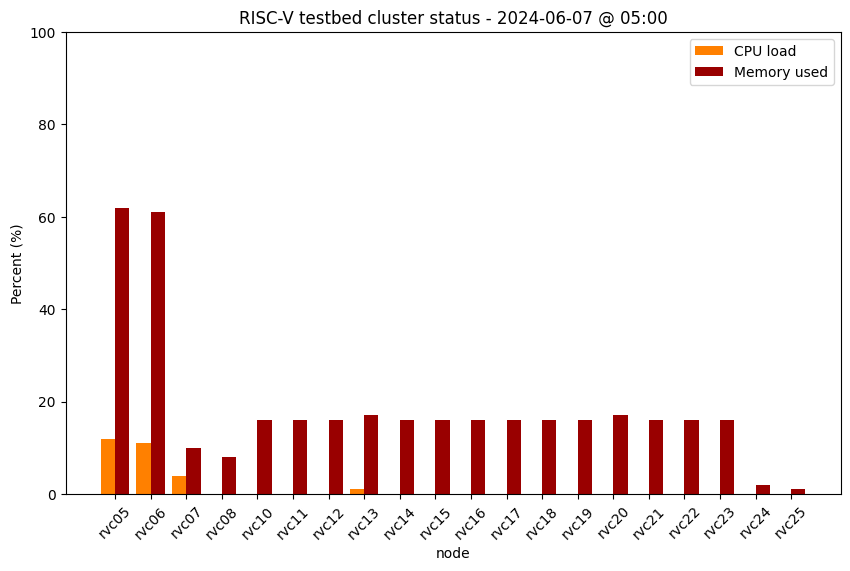 RISC-V testbed cluster status - 2024-06-07 @ 05:00
CPU load
Memory used
Percent (%)
100
80
60
40
20
0
rvc05 rvc06 rvc07 rvc08 rvc10 rvc11 rvc12 rvc13 rvc14 rvc15 rvc16 rvc17 rvc18 rvc19 rvc20 rvc21 rvc22 rvc23 rvc24 rvc25
node